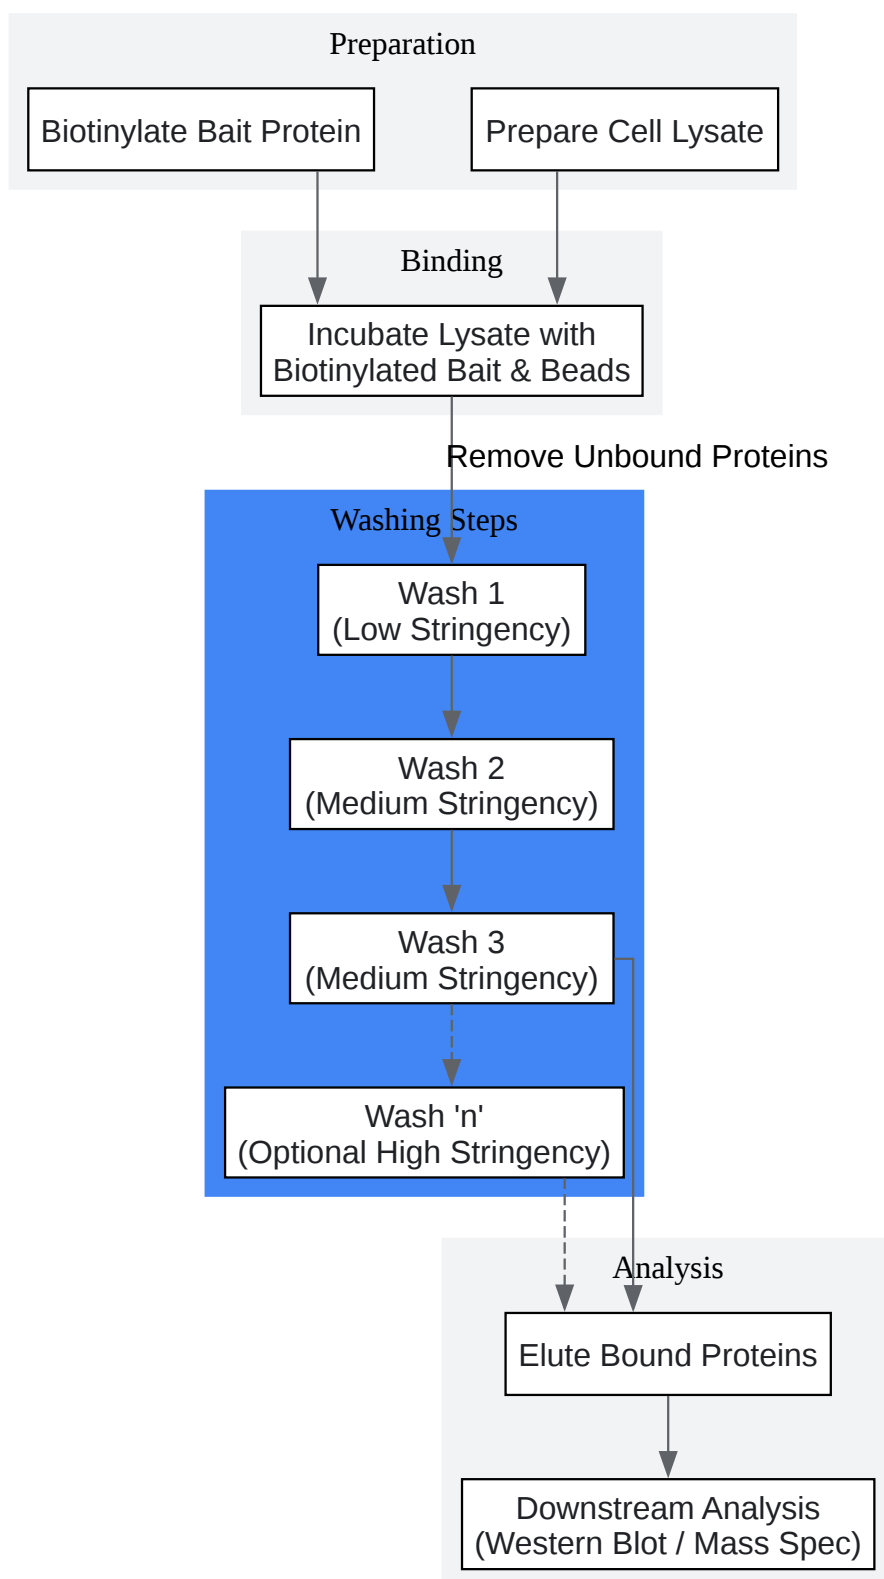 Preparation
Biotinylate Bait Protein
Prepare Cell Lysate
Binding
Incubate Lysate with
Biotinylated Bait & Beads
Remove Unbound Proteins
Washing Steps
Wash 1
(Low Stringency)
Wash 2
(Medium Stringency)
Wash 3
(Medium Stringency)
Wash 'n'
(Optional High Stringency)
Analysis
Elute Bound Proteins
Downstream Analysis
(Western Blot / Mass Spec)